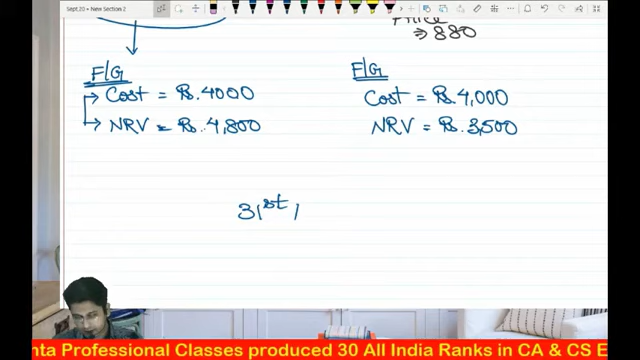 Sept 20 • New Section 2
Price
⇒ 880
F/G
Cost = Rs. 4000
NRV = Rs. 4,800
F/G
Cost = Rs. 4,000
NRV = Rs. 3,500
31st
nta Professional Classes produced 30 All India Ranks in CA & CS E